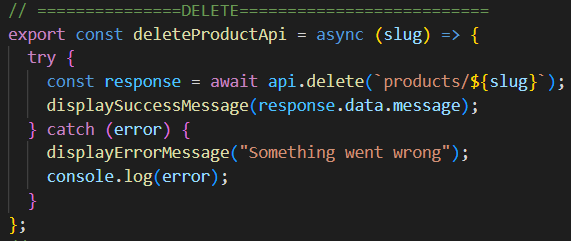 // ===============DELETE==========================
export const deleteProductApi = async (slug) => {
  try {
    const response = await api.delete(`products/${slug}`);
    displaySuccessMessage(response.data.message);
  } catch (error) {
    displayErrorMessage("Something went wrong");
    console.log(error);
  }
};